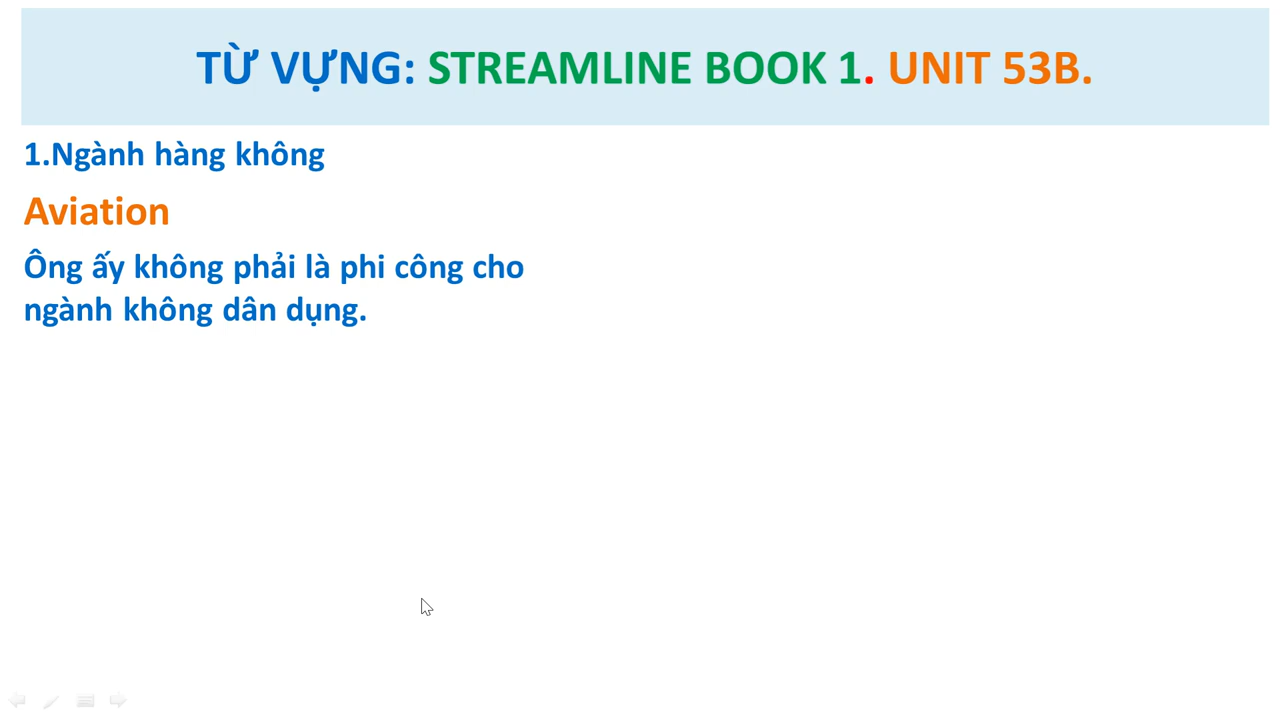 TỪ VỰNG: STREAMLINE BOOK 1. UNIT 53B.
1.Ngành hàng không
Aviation
Ông ấy không phải là phi công cho
ngành không dân dụng.